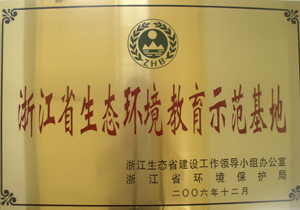 ZHB
浙江省生态环境教育示范基地
浙江生态省建设工作领导小组办公室
浙江省环境保护局
二〇〇六年十二月